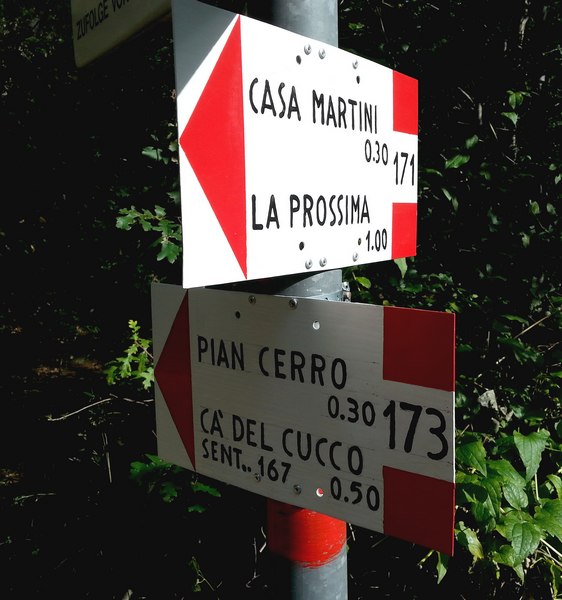 ZUFOLGE
CASA MARTINI
0.30
171
LA PROSSIMA
1.00
PIAN CERRO
0.30
173
CA' DEL CUCCO
SENT.. 167
0.50